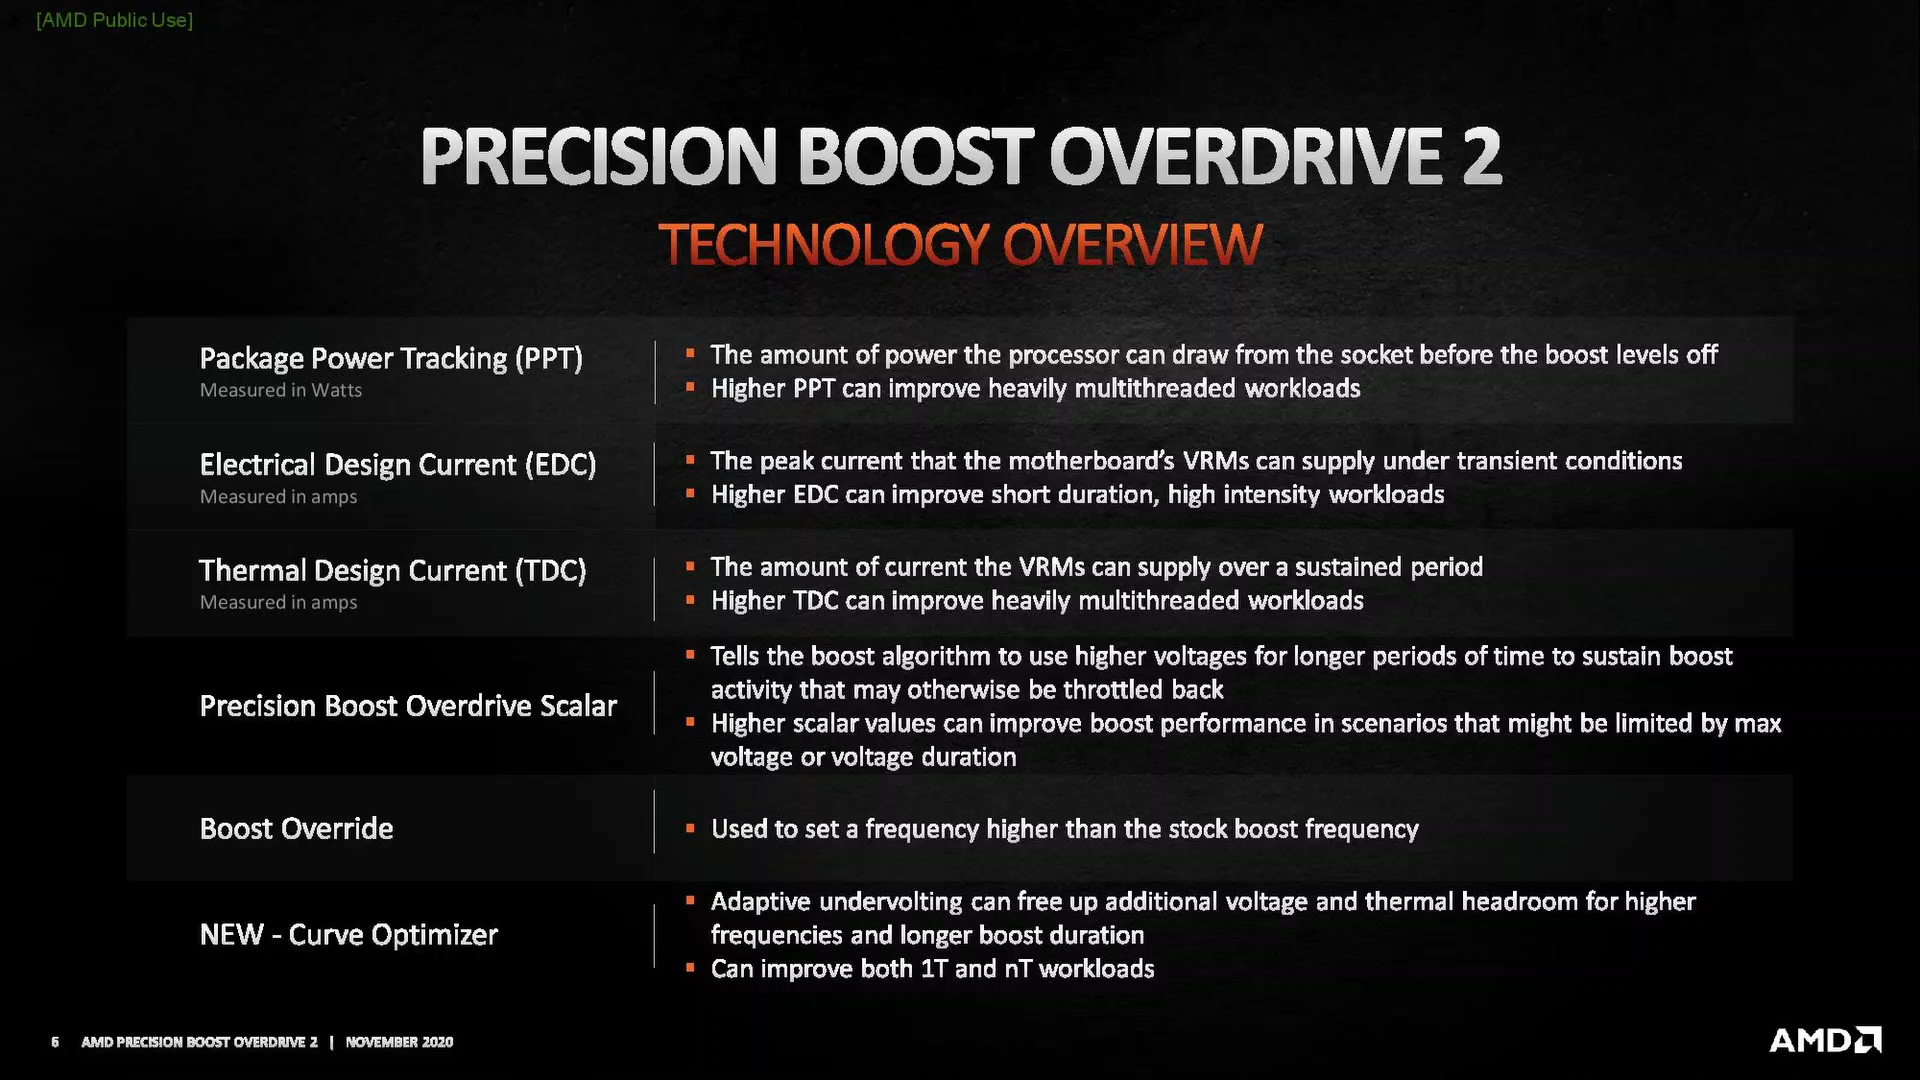 [AMD Public Use]
PRECISION BOOST OVERDRIVE 2
TECHNOLOGY OVERVIEW
Package Power Tracking (PPT)
Measured in Watts
▪ The amount of power the processor can draw from the socket before the boost levels off
▪ Higher PPT can improve heavily multithreaded workloads
Electrical Design Current (EDC)
Measured in amps
▪ The peak current that the motherboard's VRMs can supply under transient conditions
▪ Higher EDC can improve short duration, high intensity workloads
Thermal Design Current (TDC)
Measured in amps
▪ The amount of current the VRMs can supply over a sustained period
▪ Higher TDC can improve heavily multithreaded workloads
Precision Boost Overdrive Scalar
▪ Tells the boost algorithm to use higher voltages for longer periods of time to sustain boost
activity that may otherwise be throttled back
▪ Higher scalar values can improve boost performance in scenarios that might be limited by max
voltage or voltage duration
Boost Override
▪ Used to set a frequency higher than the stock boost frequency
NEW - Curve Optimizer
▪ Adaptive undervolting can free up additional voltage and thermal headroom for higher
frequencies and longer boost duration
▪ Can improve both 1T and nT workloads
6 AMD PRECISION BOOST OVERDRIVE 2 | NOVEMBER 2020
AMD